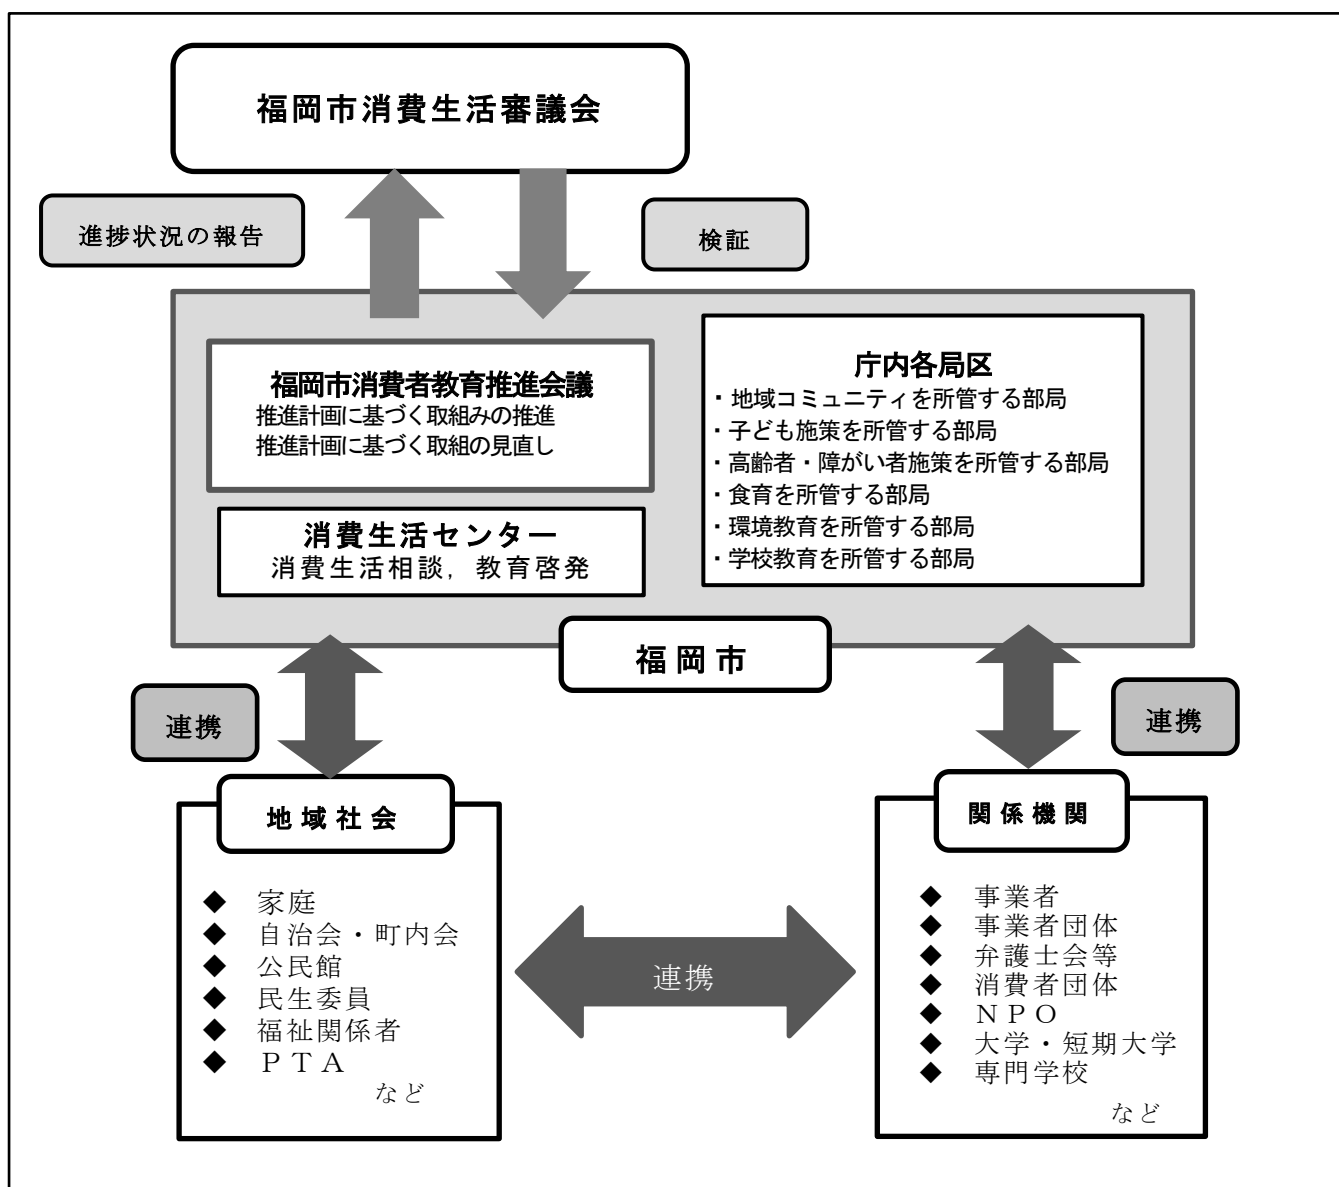 福岡市消費生活審議会
進捗状況の報告
検証
福岡市消費者教育推進会議
推進計画に基づく取組みの推進
推進計画に基づく取組の見直し
消費生活センター
消費生活相談，教育啓発
庁内各局区
・地域コミュニティを所管する部局
・子ども施策を所管する部局
・高齢者・障がい者施策を所管する部局
・食育を所管する部局
・環境教育を所管する部局
・学校教育を所管する部局
福岡市
連携
連携
地域社会
◆ 家庭
◆ 自治会・町内会
◆ 公民館
◆ 民生委員
◆ 福祉関係者
◆ ＰＴＡ
など
連携
関係機関
◆ 事業者
◆ 事業者団体
◆ 弁護士会等
◆ 消費者団体
◆ ＮＰＯ
◆ 大学・短期大学
◆ 専門学校
など